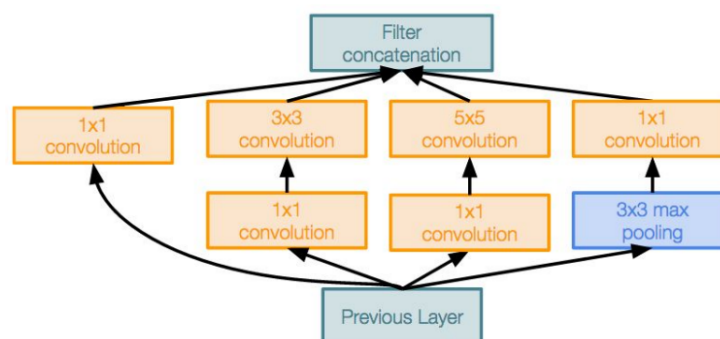 Filter
concatenation
1x1
convolution
3x3
convolution
5x5
convolution
1x1
convolution
1x1
convolution
1x1
convolution
3x3 max
pooling
Previous Layer